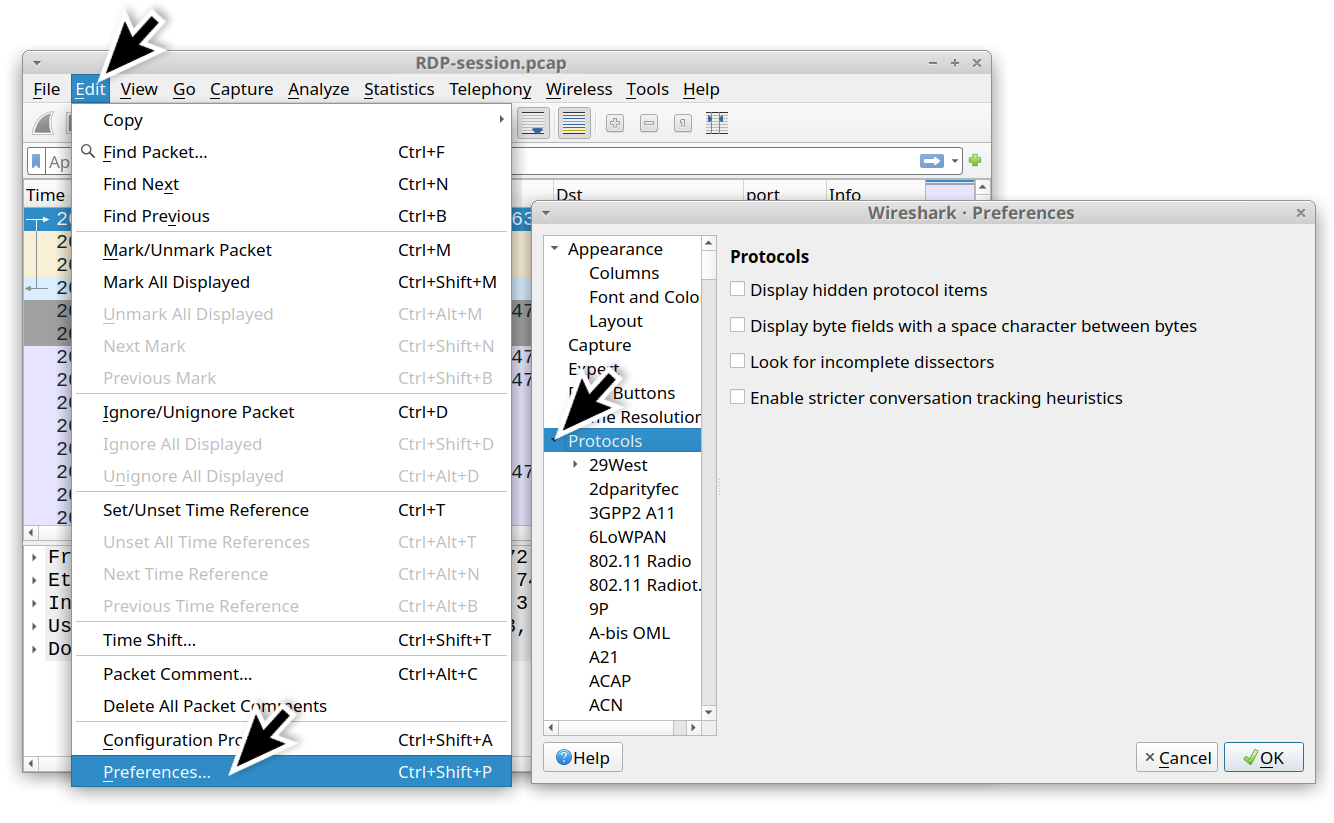 RDP-session.pcap
File Edit View Go Capture Analyze Statistics Telephony Wireless Tools Help
Copy
Find Packet... Ctrl+F
Find Next Ctrl+N
Find Previous Ctrl+B
Mark/Unmark Packet Ctrl+M
Mark All Displayed Ctrl+Shift+M
Unmark All Displayed Ctrl+Alt+M
Next Mark Ctrl+Shift+N
Previous Mark Ctrl+Shift+B
Ignore/Unignore Packet Ctrl+D
Ignore All Displayed Ctrl+Shift+D
Unignore All Displayed Ctrl+Alt+D
Set/Unset Time Reference Ctrl+T
Unset All Time References Ctrl+Alt+T
Next Time Reference Ctrl+Alt+N
Previous Time Reference Ctrl+Alt+B
Time Shift... Ctrl+Shift+T
Packet Comment... Ctrl+Alt+C
Delete All Packet Comments
Configuration Ctrl+Shift+A
Preferences... Ctrl+Shift+P
Time Dst port Info
Wireshark · Preferences
Appearance
Columns
Font and Colo
Layout
Capture
Expert
Buttons
Resolution
Protocols
29West
2dparityfec
3GPP2 A11
6LoWPAN
802.11 Radio
802.11 Radiot.
9P
A-bis OML
A21
ACAP
ACN
Protocols
Display hidden protocol items
Display byte fields with a space character between bytes
Look for incomplete dissectors
Enable stricter conversation tracking heuristics
Help Cancel OK